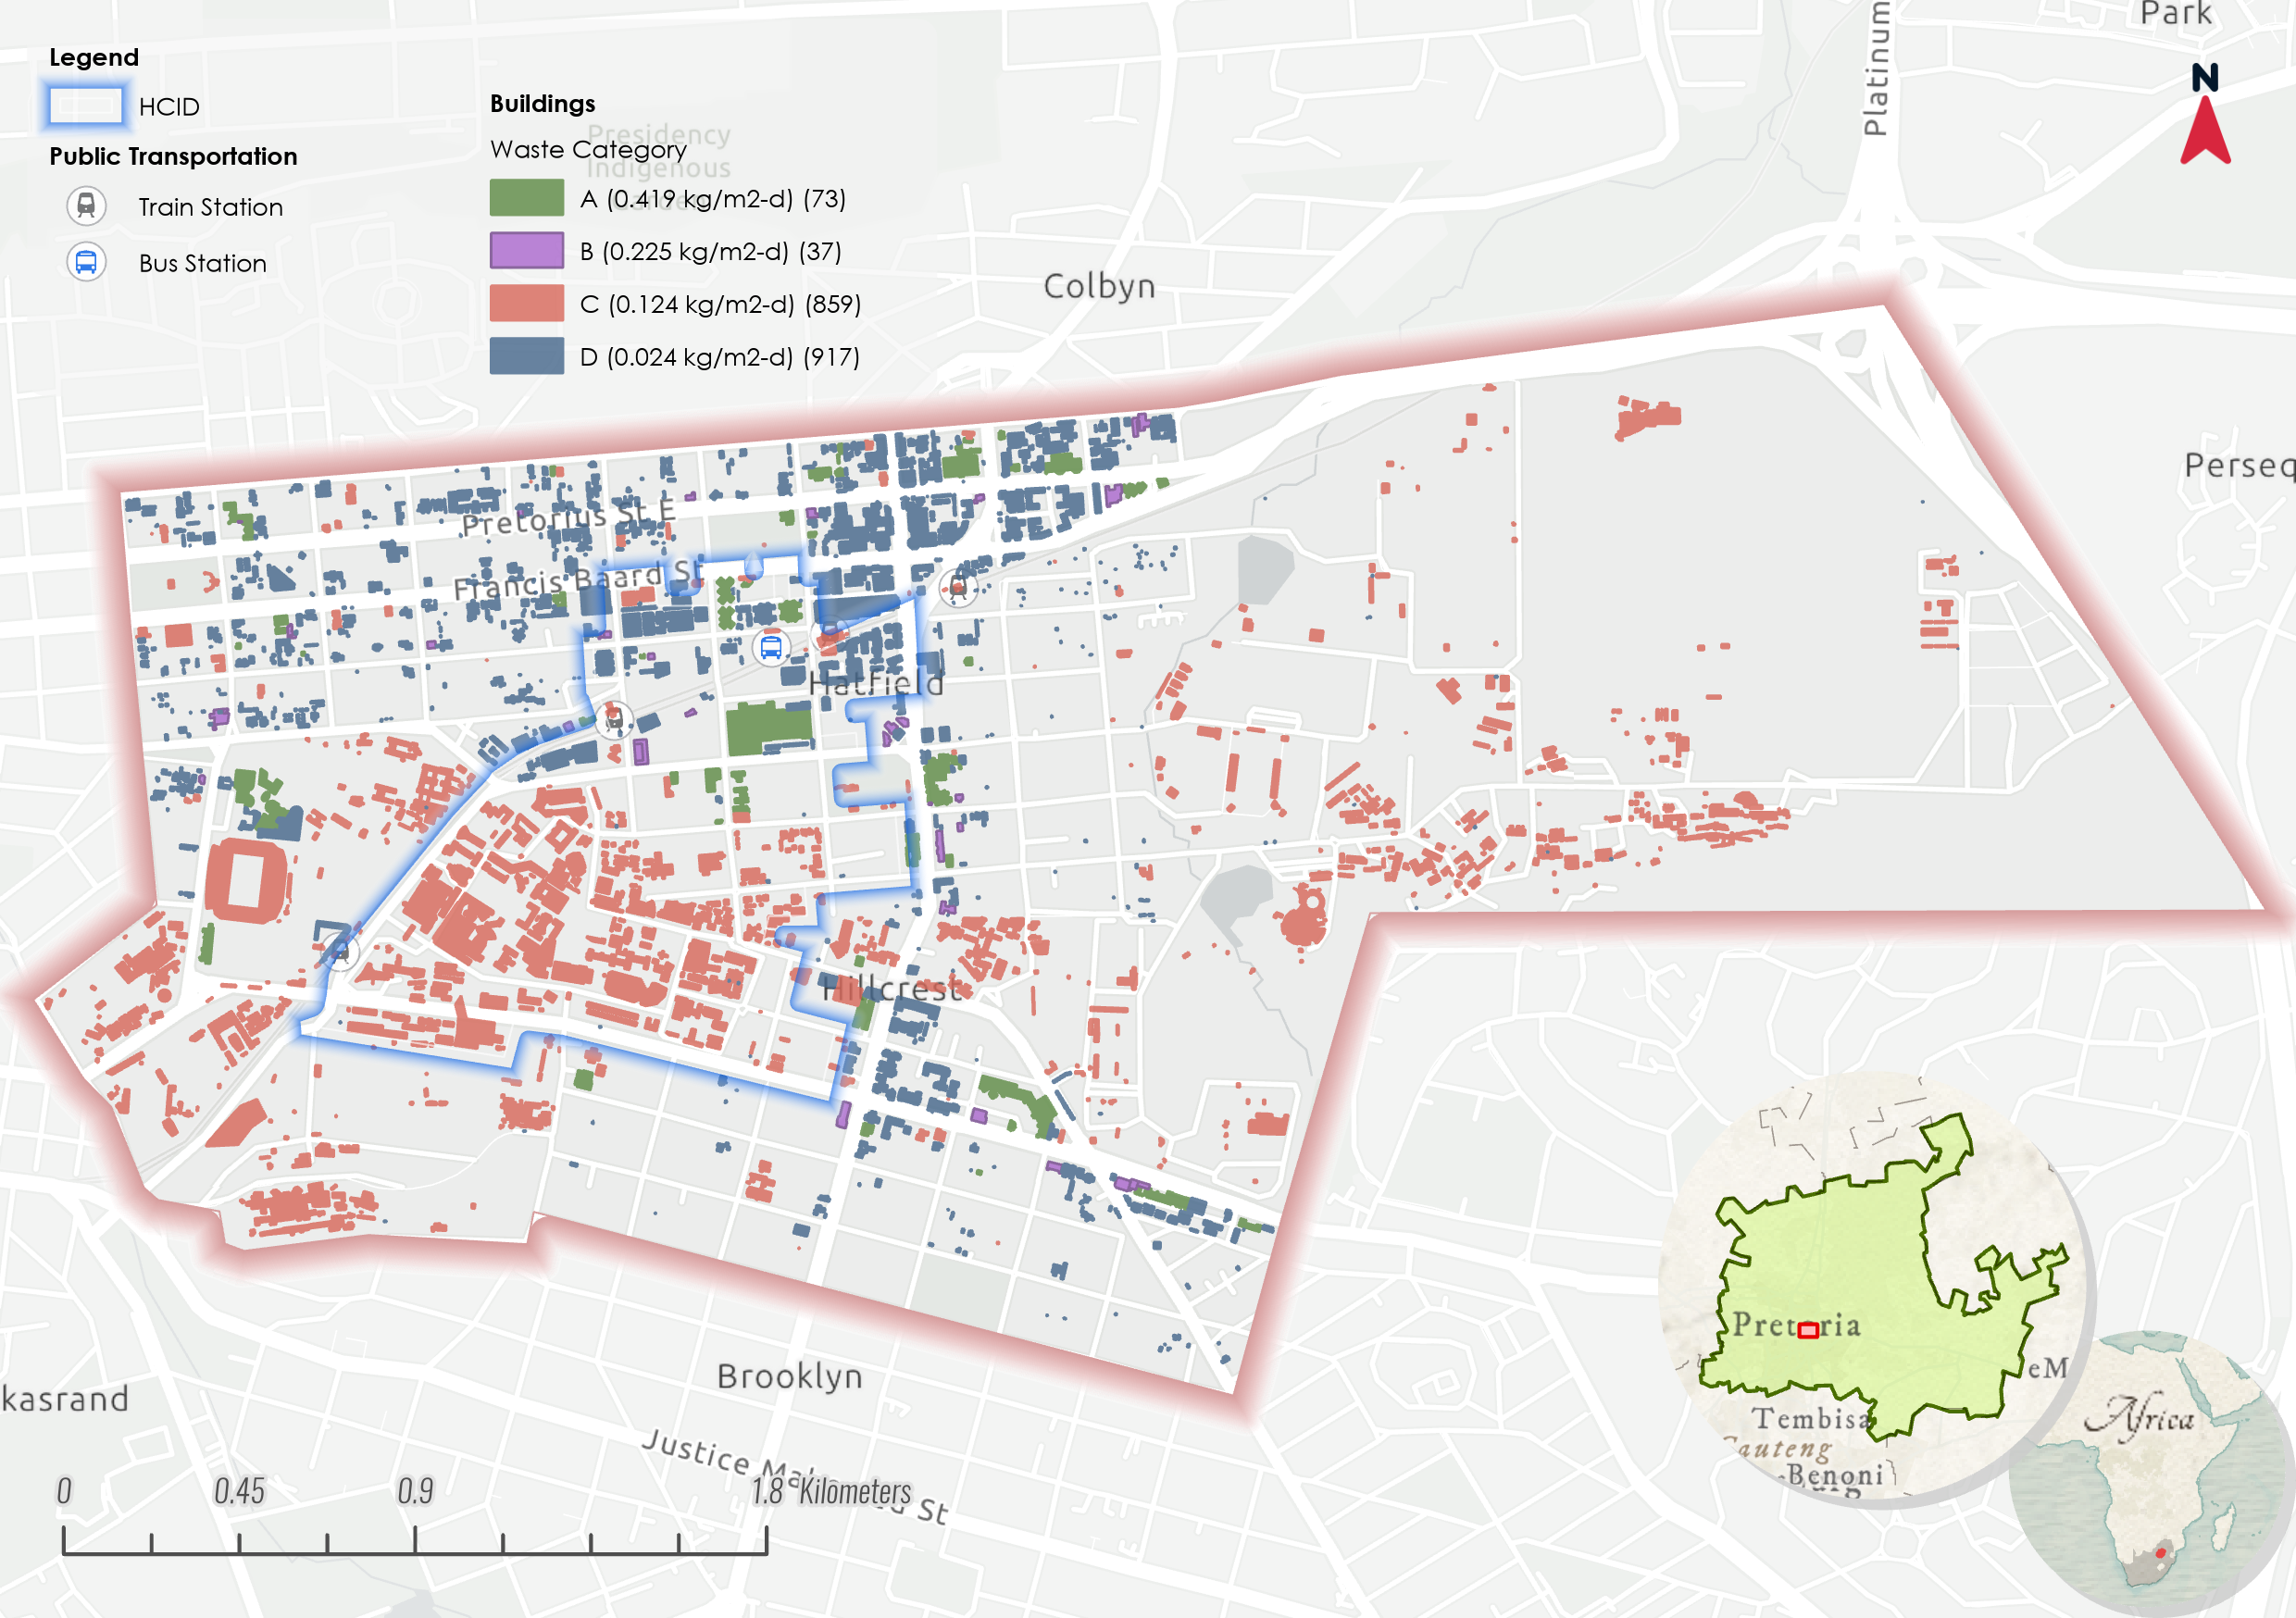 Legend
HCID
Public Transportation
Train Station
Bus Station
Buildings
Presidency
Waste Category
Indigenous
A (0.419 kg/m2-d) (73)
B (0.225 kg/m2-d) (37)
C (0.124 kg/m2-d) (859)
D (0.024 kg/m2-d) (917)
Park
Platinum
N
Colbyn
Perseq
Pretorius St E
Francis Baard St
Hatfield
Hillcrest
Brooklyn
kasrand
Justice Mah d St
0 0.45 0.9 1.8 Kilometers
Pretoria
eM
Tembisa
Gauteng
Benoni
Africa